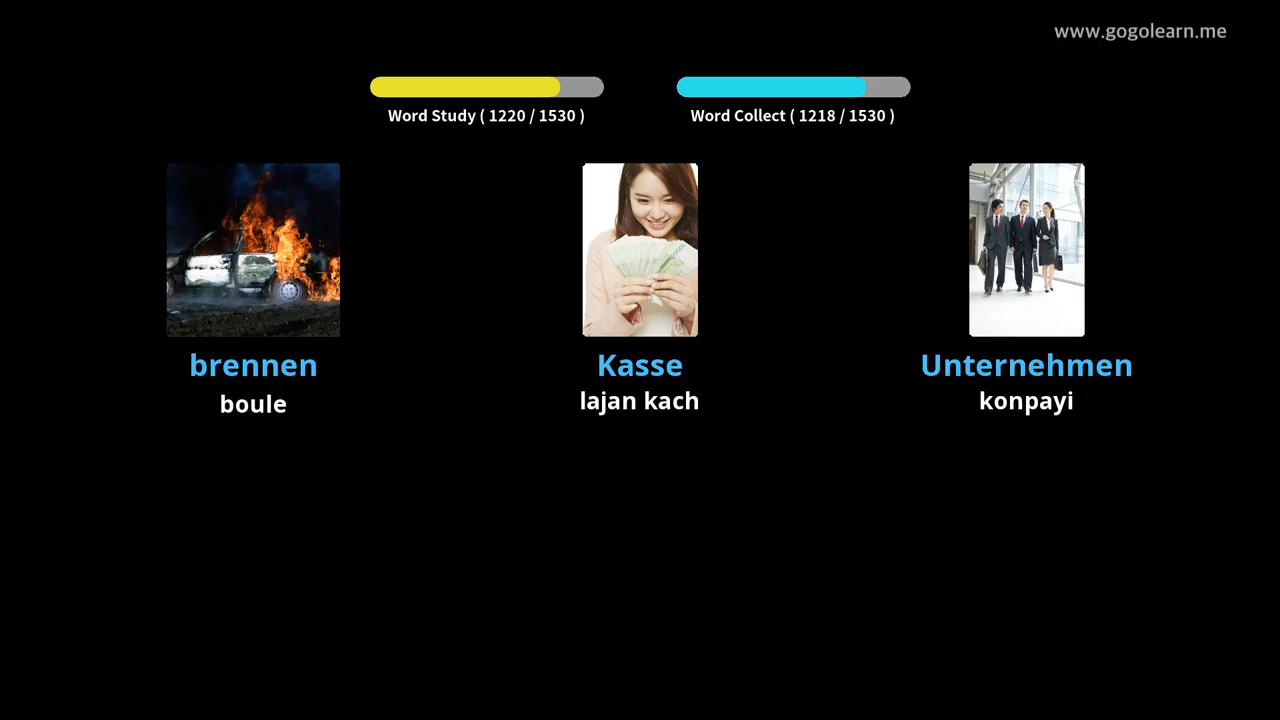 www.gogolearn.me
Word Study ( 1220 / 1530 )
Word Collect ( 1218 / 1530 )
brennen
boule
Kasse
lajan kach
Unternehmen
konpayi